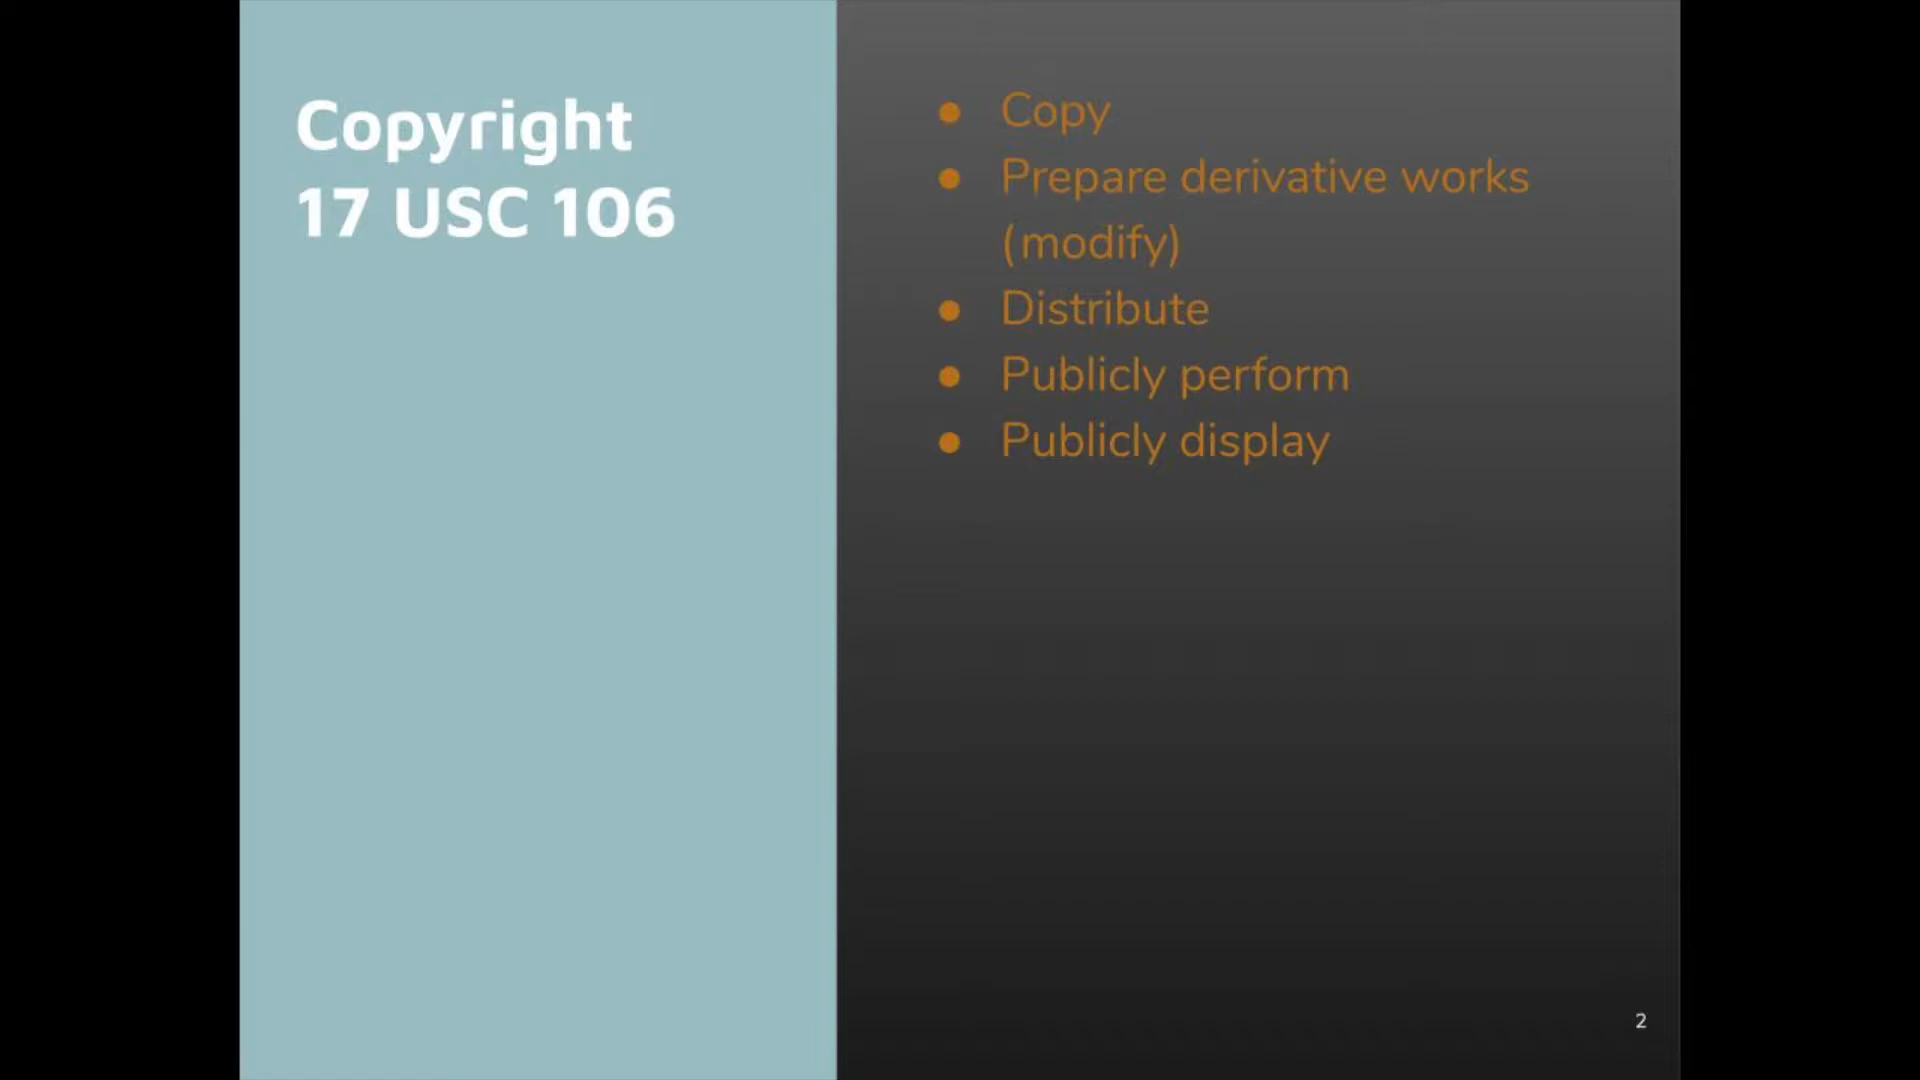 Copyright
17 USC 106
● Copy
● Prepare derivative works
(modify)
● Distribute
● Publicly perform
● Publicly display
2